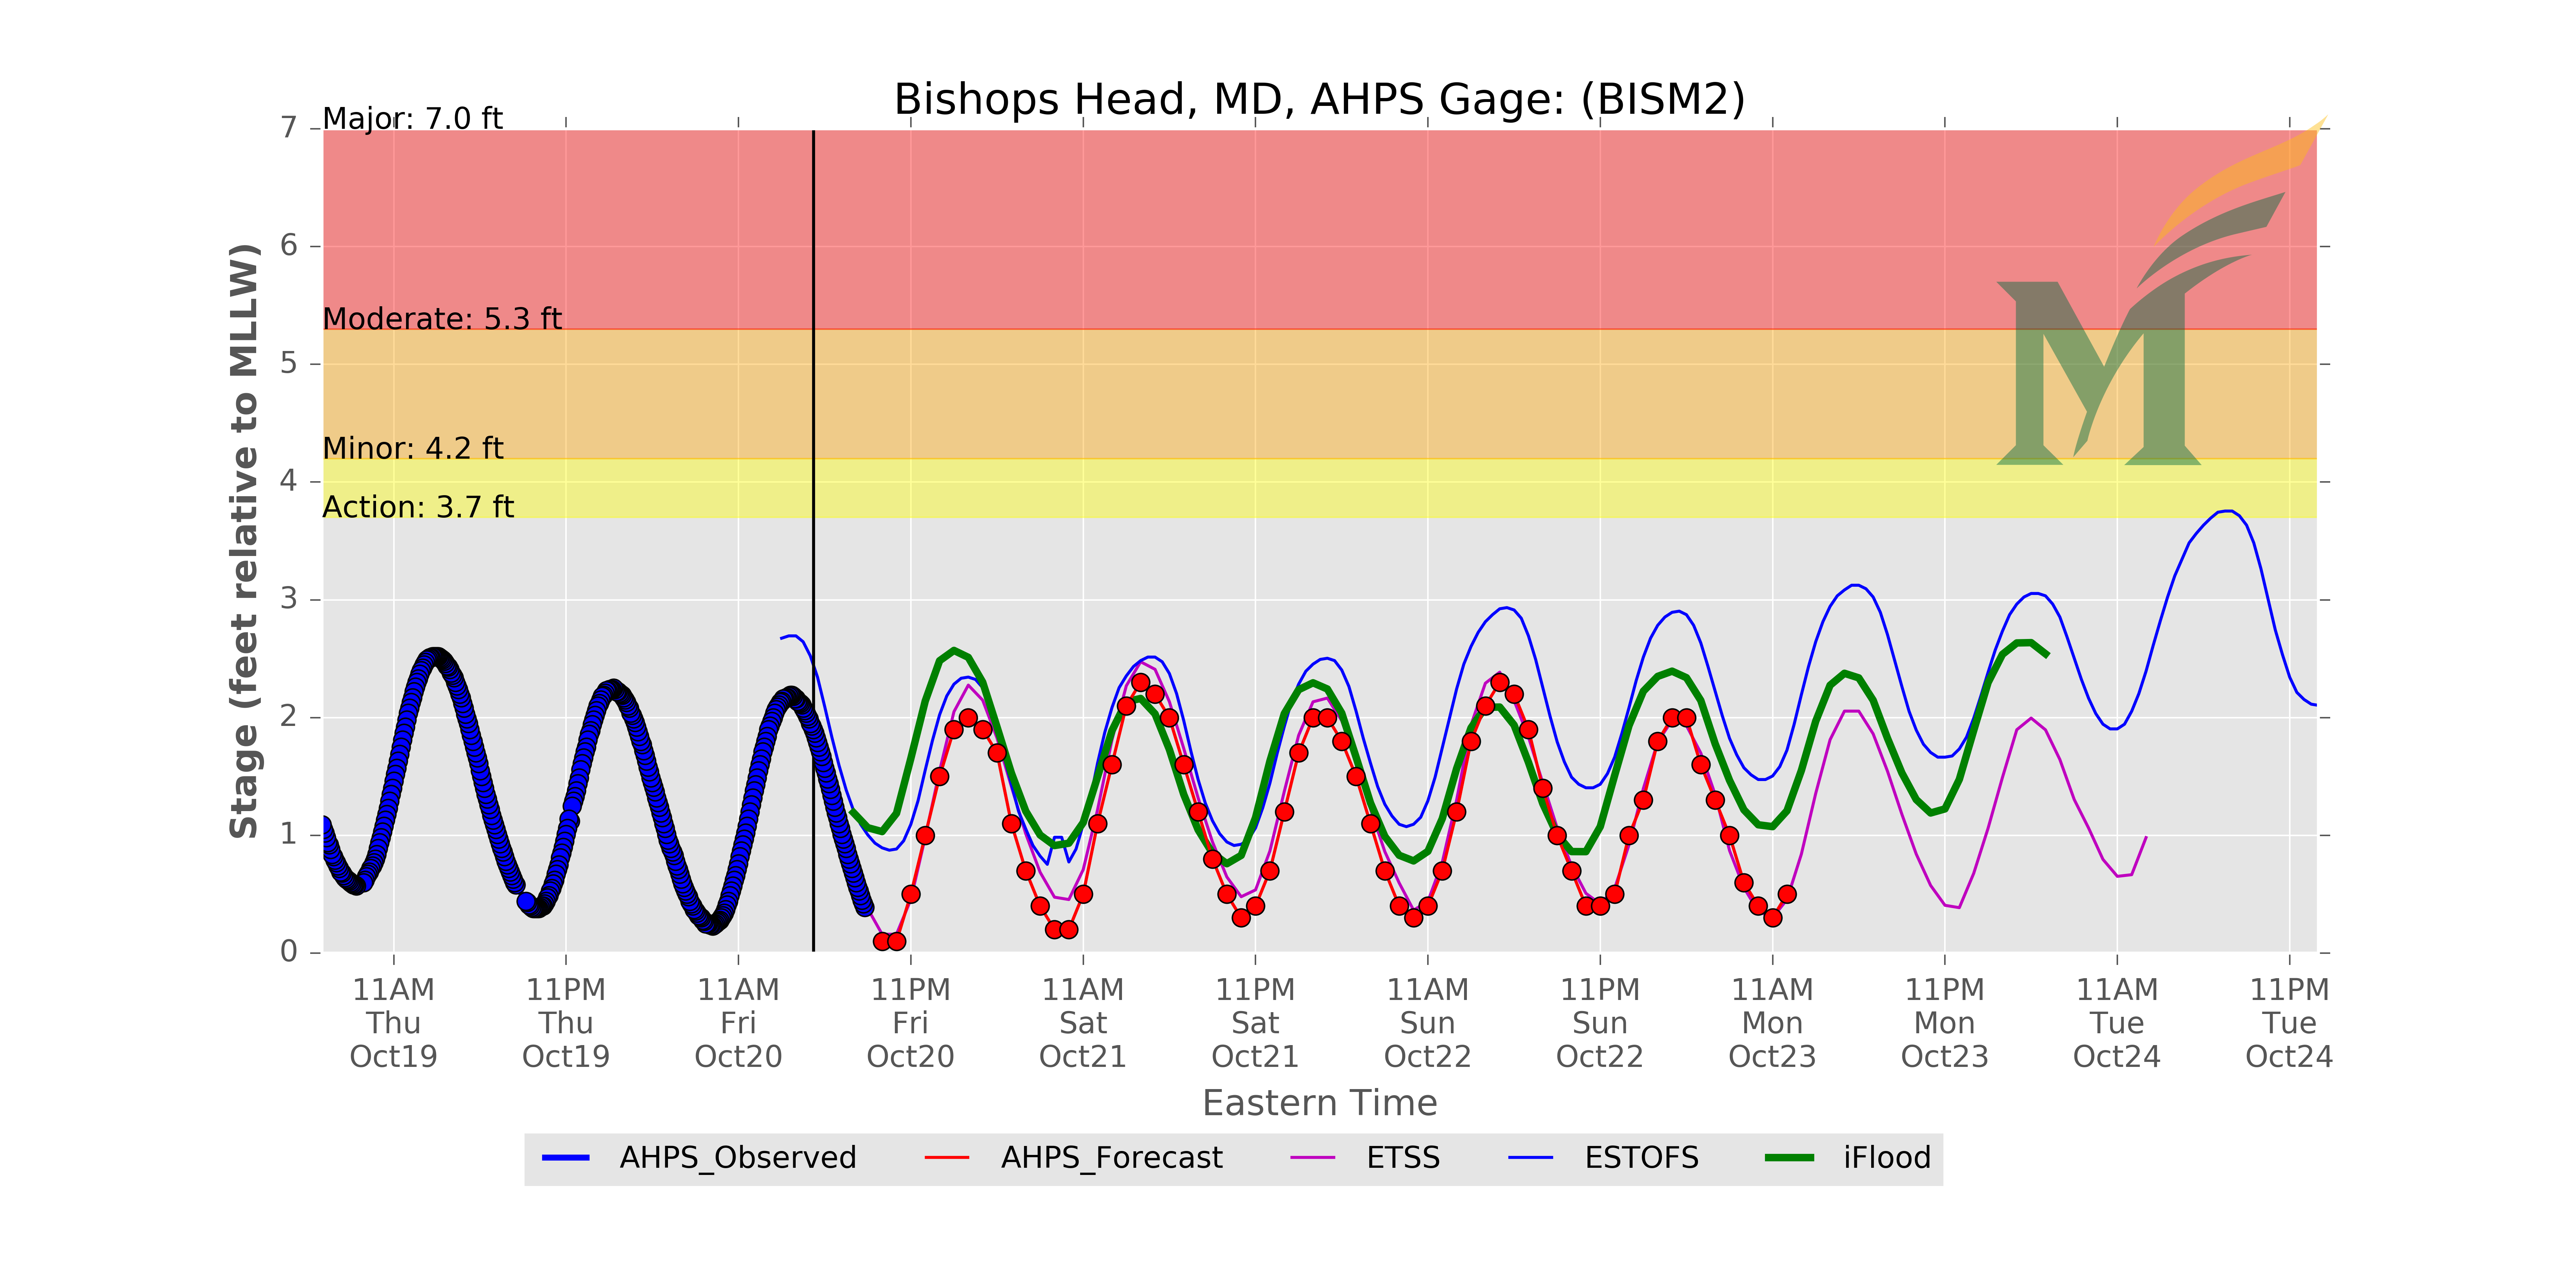 Bishops Head, MD, AHPS Gage: (BISM2)
Major: 7.0 ft
Moderate: 5.3 ft
Minor: 4.2 ft
Action: 3.7 ft
Stage (feet relative to MLLW)
7
6
5
4
3
2
1
0
11AM 11PM 11AM 11PM 11AM 11PM 11AM 11PM 11AM 11PM 11AM 11PM
Thu Thu Fri Fri Sat Sat Sun Sun Mon Mon Tue Tue
Oct19 Oct19 Oct20 Oct20 Oct21 Oct21 Oct22 Oct22 Oct23 Oct23 Oct24 Oct24
Eastern Time
AHPS_Observed AHPS_Forecast ETSS ESTOFS iFlood
M